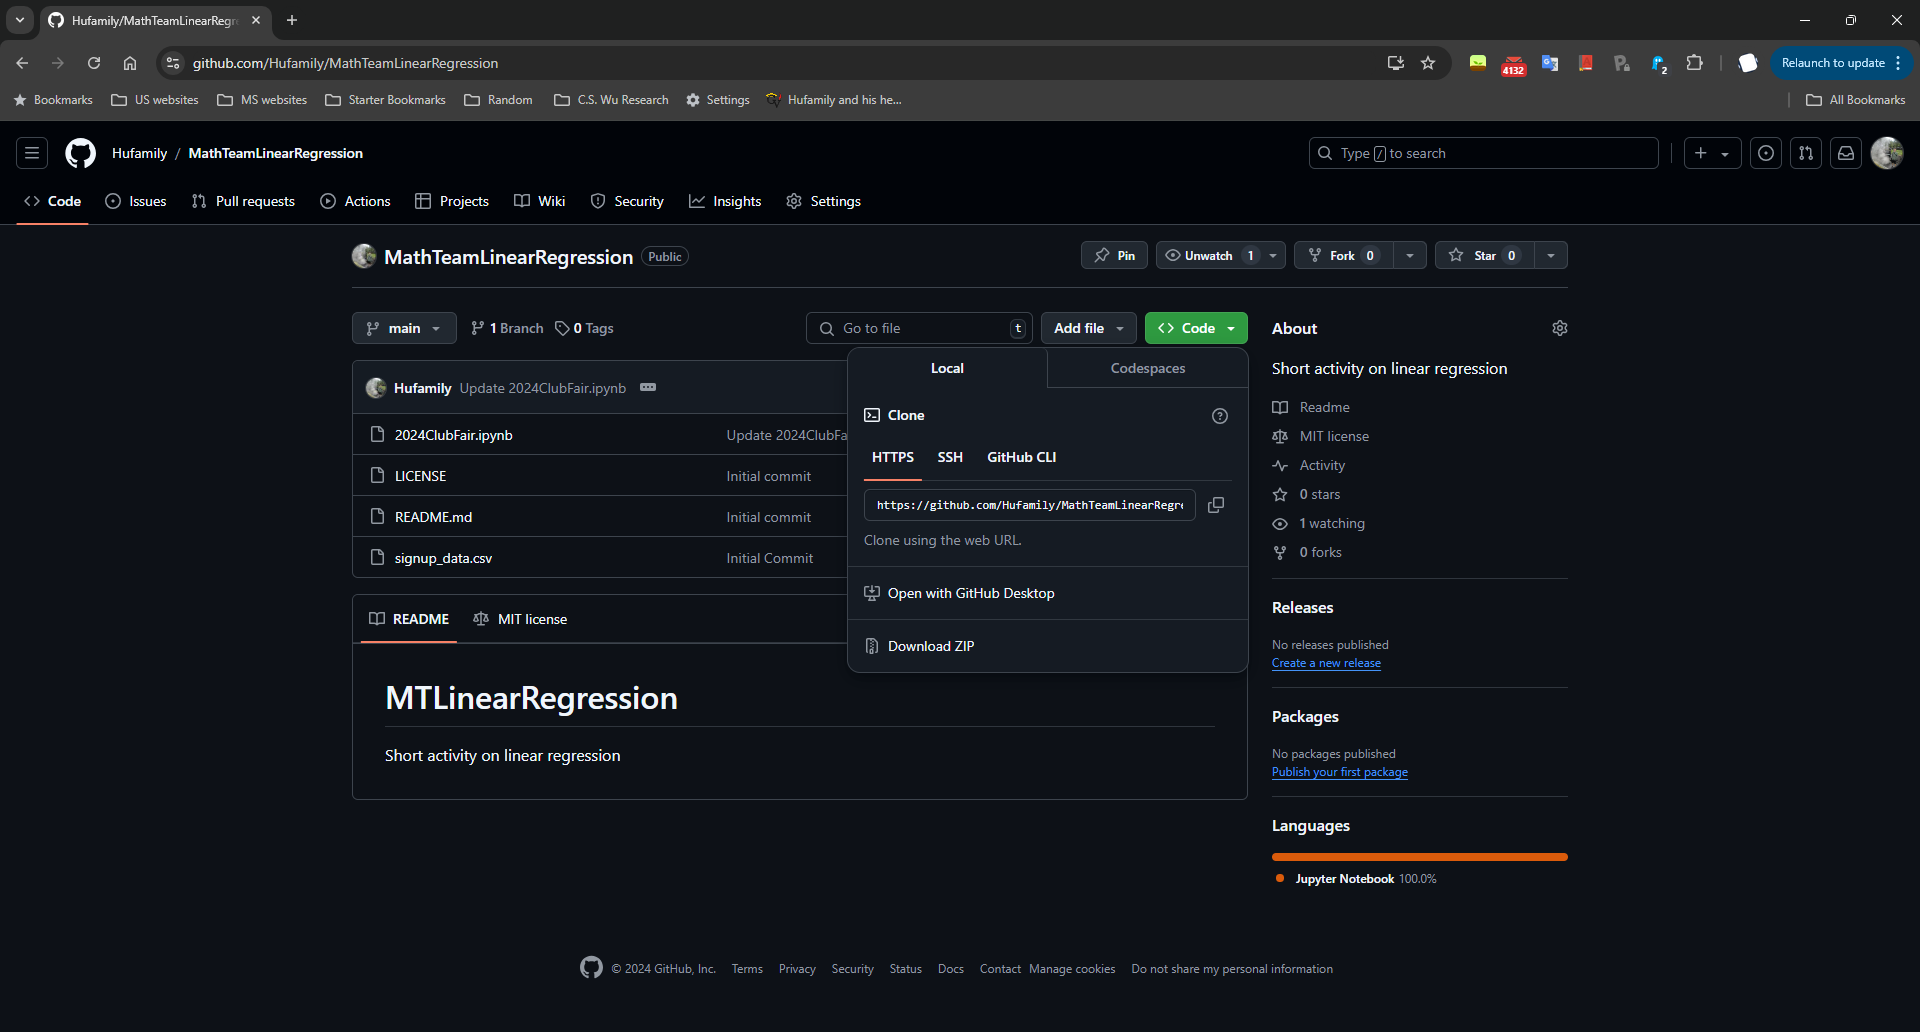 Hufamily/MathTeamLinearRegre
github.com/Hufamily/MathTeamLinearRegression
4132
2
Relaunch to update
Bookmarks US websites MS websites Starter Bookmarks Random C.S. Wu Research Settings Hufamily and his he... All Bookmarks
Hufamily / MathTeamLinearRegression
Type / to search
Code Issues Pull requests Actions Projects Wiki Security Insights Settings
MathTeamLinearRegression Public
Pin Unwatch 1 Fork 0 Star 0
main 1 Branch 0 Tags
Go to file t
Add file
Code
Hufamily Update 2024ClubFair.ipynb
2024ClubFair.ipynb Update 2024ClubFa
LICENSE Initial commit
README.md Initial commit
signup_data.csv Initial Commit
Local Codespaces
Clone
HTTPS SSH GitHub CLI
https://github.com/Hufamily/MathTeamLinearRegre
Clone using the web URL.
Open with GitHub Desktop
Download ZIP
README MIT license
MTLinearRegression
Short activity on linear regression
About
Short activity on linear regression
Readme
MIT license
Activity
0 stars
1 watching
0 forks
Releases
No releases published
Create a new release
Packages
No packages published
Publish your first package
Languages
Jupyter Notebook 100.0%
© 2024 GitHub, Inc. Terms Privacy Security Status Docs Contact Manage cookies Do not share my personal information